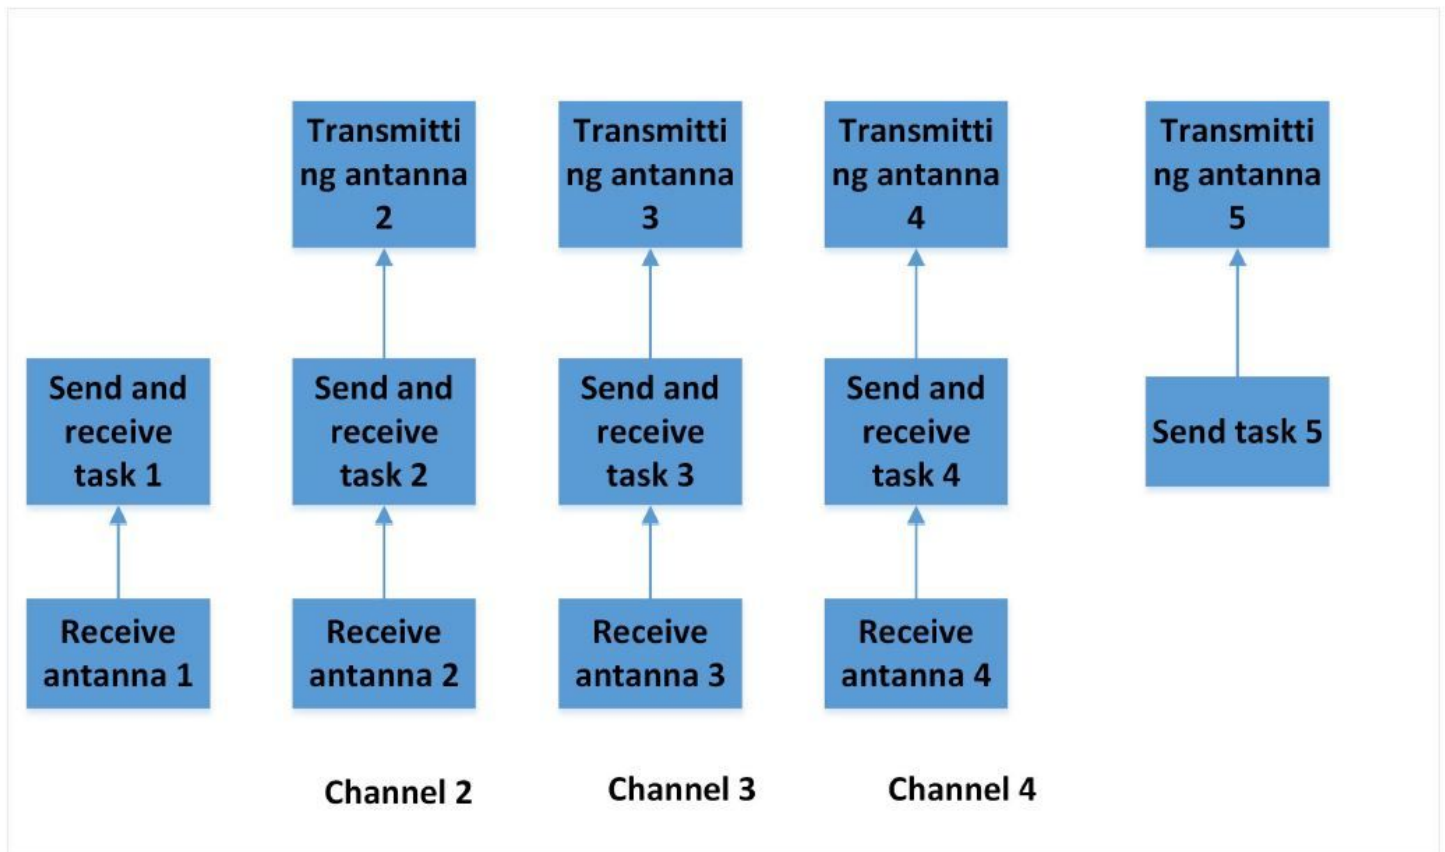 Transmitti
ng antanna
2
Transmitti
ng antanna
3
Transmitti
ng antanna
4
Transmitti
ng antanna
5
Send and
receive
task 1
Send and
receive
task 2
Send and
receive
task 3
Send and
receive
task 4
Send task 5
Receive
antanna 1
Receive
antanna 2
Receive
antanna 3
Receive
antanna 4
Channel 2
Channel 3
Channel 4